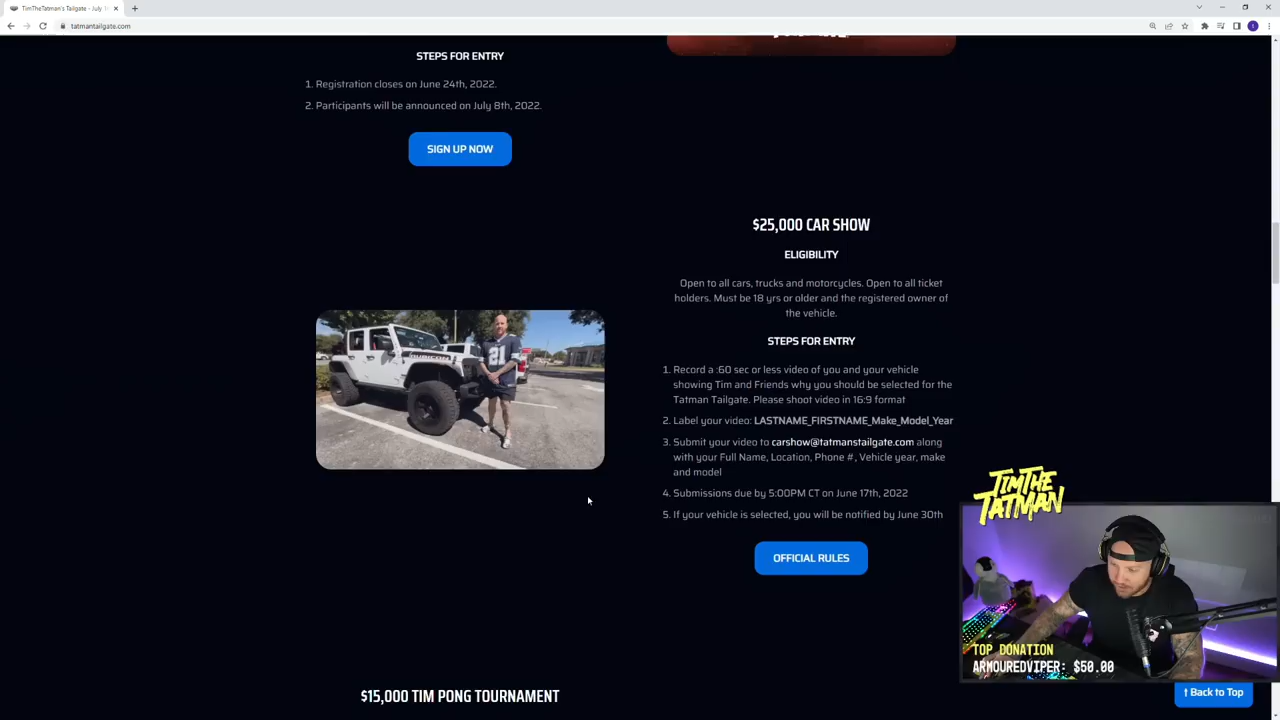 TimTheTatman's Tailgate - July 1
tatmantailgate.com
STEPS FOR ENTRY
1. Registration closes on June 24th, 2022.
2. Participants will be announced on July 8th, 2022.
SIGN UP NOW
$25,000 CAR SHOW
ELIGIBILITY
Open to all cars, trucks and motorcycles. Open to all ticket
holders. Must be 18 yrs or older and the registered owner of
the vehicle.
STEPS FOR ENTRY
1. Record a :60 sec or less video of you and your vehicle
showing Tim and Friends why you should be selected for the
Tatman Tailgate. Please shoot video in 16:9 format
2. Label your video: LASTNAME_FIRSTNAME_Make_Model_Year
3. Submit your video to carshow@tatmanstailgate.com along
with your Full Name, Location, Phone #, Vehicle year, make
and model
4. Submissions due by 5:00PM CT on June 17th, 2022
5. If your vehicle is selected, you will be notified by June 30th
OFFICIAL RULES
21
TIMTHE
TATMAN
TOP DONATION
ARMOUREDVIPER: $50.00
$15,000 TIM PONG TOURNAMENT
↑ Back to Top